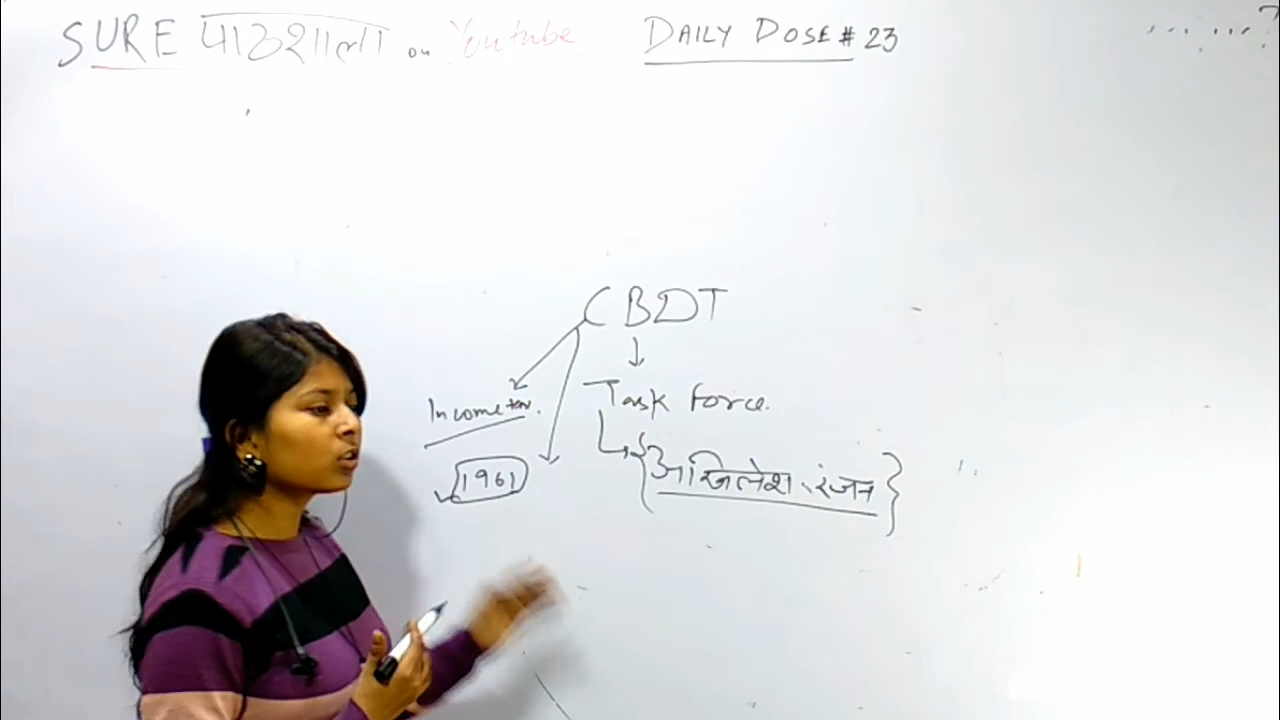 SURE पाठशाला on Youtube DAILY DOSE # 23
CBDT
Income tax.
Task force.
1961
{अखिलेश रंजन}